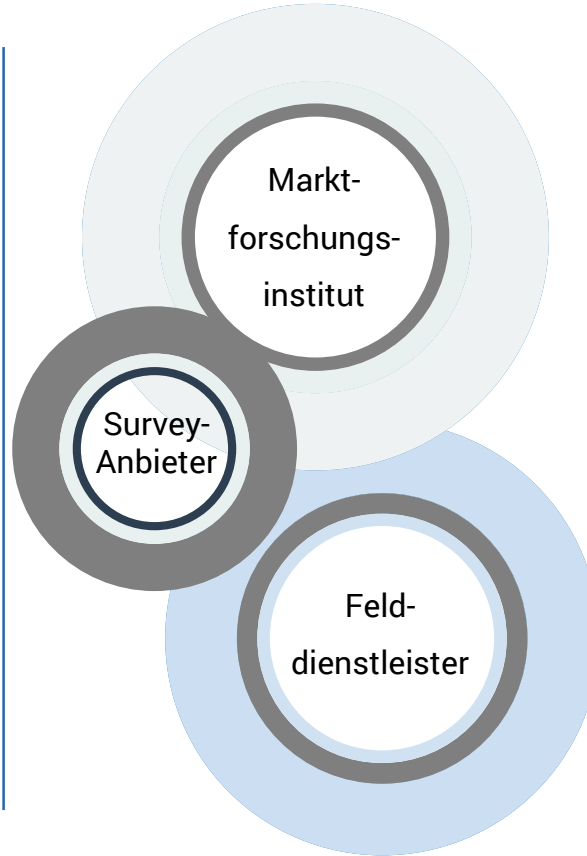 Markt-
forschungs-
institut
Survey-
Anbieter
Feld-
dienstleister